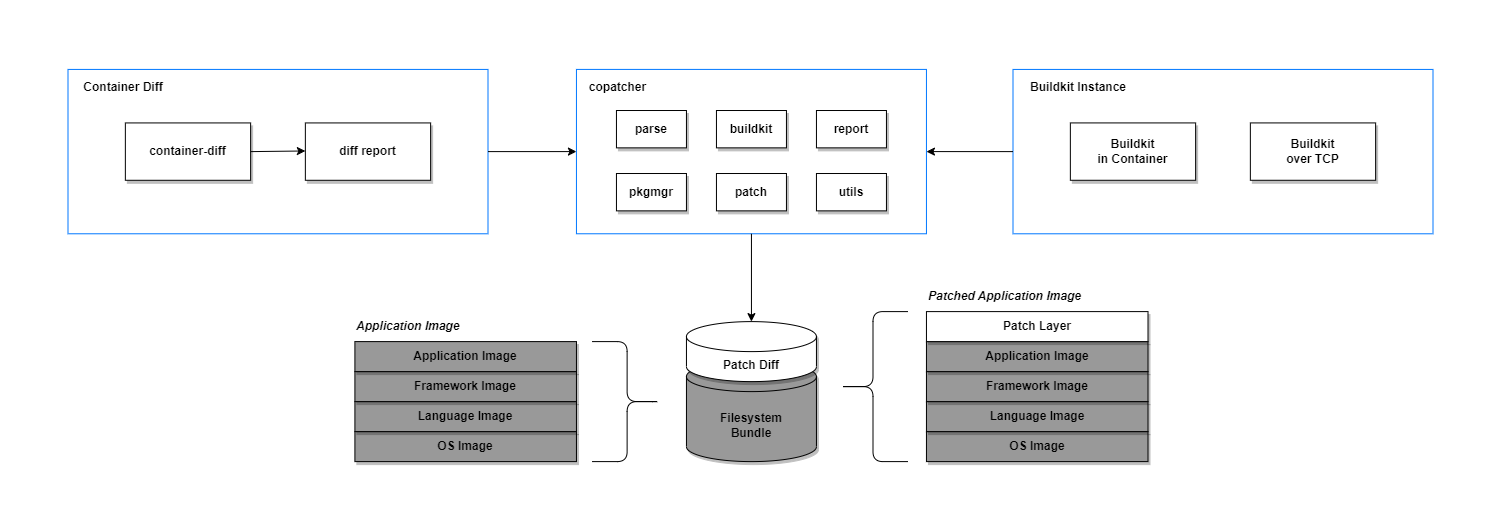 Container Diff
container-diff
diff report
copatcher
parse
buildkit
report
pkgmgr
patch
utils
Buildkit Instance
Buildkit
in Container
Buildkit
over TCP
Application Image
Application Image
Framework Image
Language Image
OS Image
Patch Diff
Filesystem
Bundle
Patched Application Image
Patch Layer
Application Image
Framework Image
Language Image
OS Image